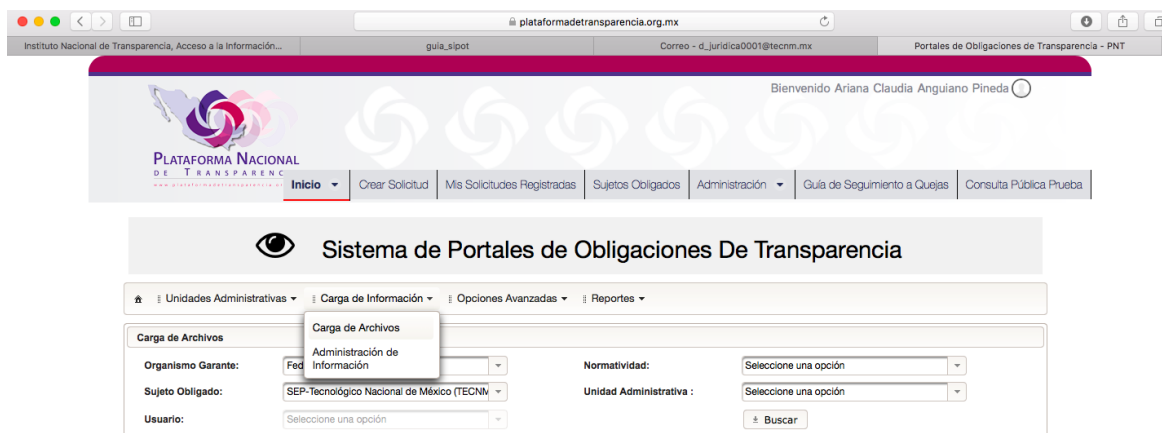 plataformadetransparencia.org.mx
Instituto Nacional de Transparencia, Acceso a la Información... guia_sipot Correo - d_juridica0001@tecnm.mx Portales de Obligaciones de Transparencia - PNT
Bienvenido Ariana Claudia Anguiano Pineda
PLATAFORMA NACIONAL
DE TRANSPARENC
Inicio Crear Solicitud Mis Solicitudes Registradas Sujetos Obligados Administración Guía de Seguimiento a Quejas Consulta Pública Prueba
Sistema de Portales de Obligaciones De Transparencia
Unidades Administrativas Carga de Información Opciones Avanzadas Reportes
Carga de Archivos
Administración de
Información
Carga de Archivos
Organismo Garante: Fed Normatividad: Seleccione una opción
Sujeto Obligado: SEP-Tecnológico Nacional de México (TECNM Unidad Administrativa : Seleccione una opción
Usuario: Seleccione una opción Buscar